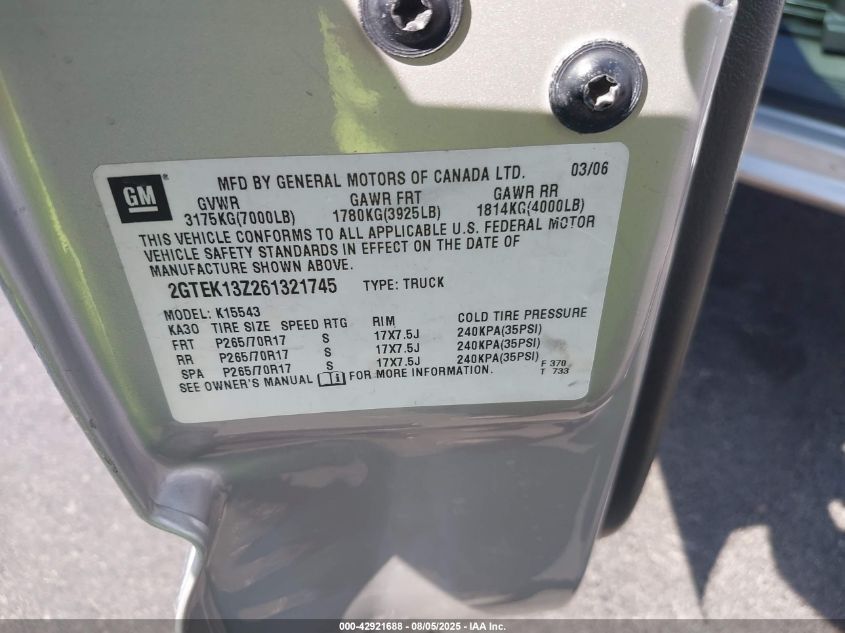 GM
MFD BY GENERAL MOTORS OF CANADA LTD. 03/06
GVWR GAWR FRT GAWR RR
3175KG(7000LB) 1780KG(3925LB) 1814KG(4000LB)
THIS VEHICLE CONFORMS TO ALL APPLICABLE U.S. FEDERAL MOTOR
VEHICLE SAFETY STANDARDS IN EFFECT ON THE DATE OF
MANUFACTURE SHOWN ABOVE.
2GTEK13Z261321745 TYPE: TRUCK
MODEL: K15543
KA30 TIRE SIZE SPEED RTG RIM COLD TIRE PRESSURE
FRT P265/70R17 S 17X7.5J 240KPA(35PSI)
RR P265/70R17 S 17X7.5J 240KPA(35PSI)
SPA P265/70R17 S 17X7.5J 240KPA(35PSI)
SEE OWNER'S MANUAL FOR MORE INFORMATION.
F 370
T 733
000-42921688 - 08/05/2025 - IAA Inc.